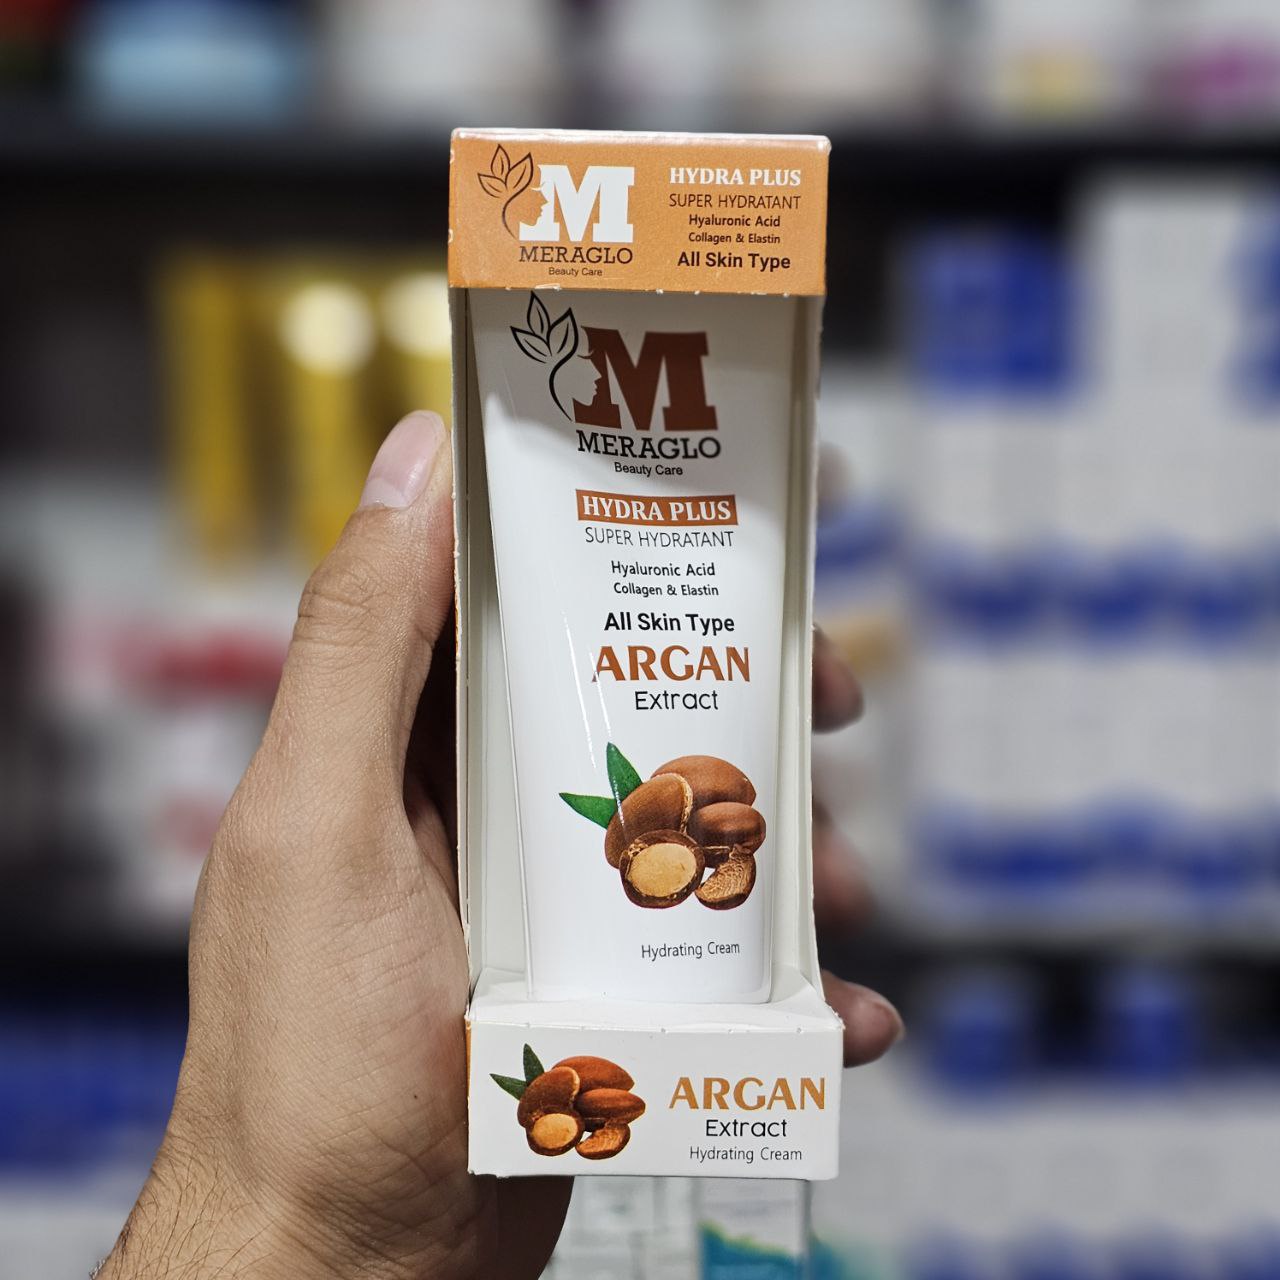 M
MERAGLO
Beauty Care
HYDRA PLUS
SUPER HYDRATANT
Hyaluronic Acid
Collagen & Elastin
All Skin Type
M
MERAGLO
Beauty Care
HYDRA PLUS
SUPER HYDRATANT
Hyaluronic Acid
Collagen & Elastin
All Skin Type
ARGAN
Extract
Hydrating Cream
ARGAN
Extract
Hydrating Cream